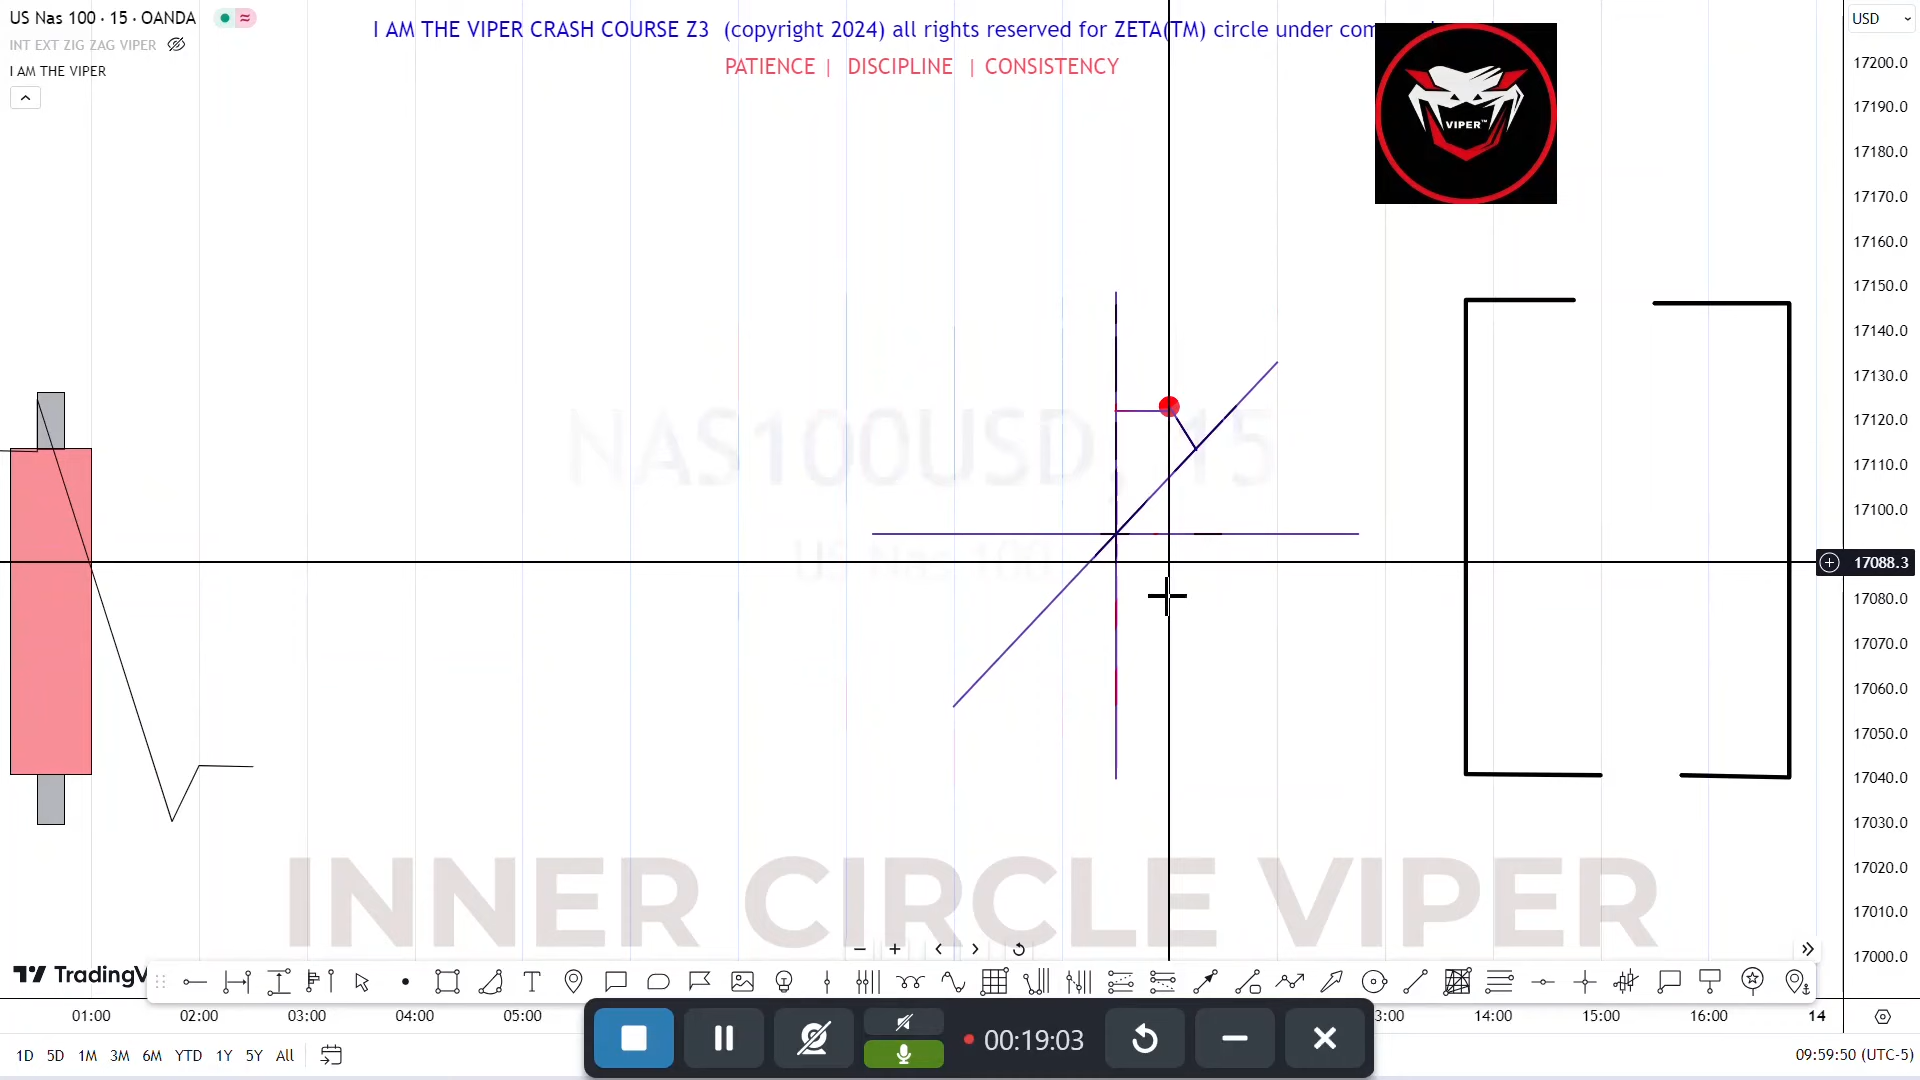 US Nas 100 · 15 · OANDA
INT EXT ZIG ZAG VIPER
I AM THE VIPER
I AM THE VIPER CRASH COURSE Z3 (copyright 2024) all rights reserved for ZETA(TM) circle under com
PATIENCE | DISCIPLINE | CONSISTENCY
VIPER™
USD
17200.0
17190.0
17180.0
17170.0
17160.0
17150.0
17140.0
17130.0
17120.0
17110.0
17100.0
17088.3
17080.0
17070.0
17060.0
17050.0
17040.0
17030.0
17020.0
17010.0
17000.0
NAS100USD, 15
US Nas 100
INNER CIRCLE VIPER
TradingV
01:00 02:00 03:00 04:00 05:00 3:00 14:00 15:00 16:00 14
00:19:03
1D 5D 1M 3M 6M YTD 1Y 5Y All
09:59:50 (UTC-5)